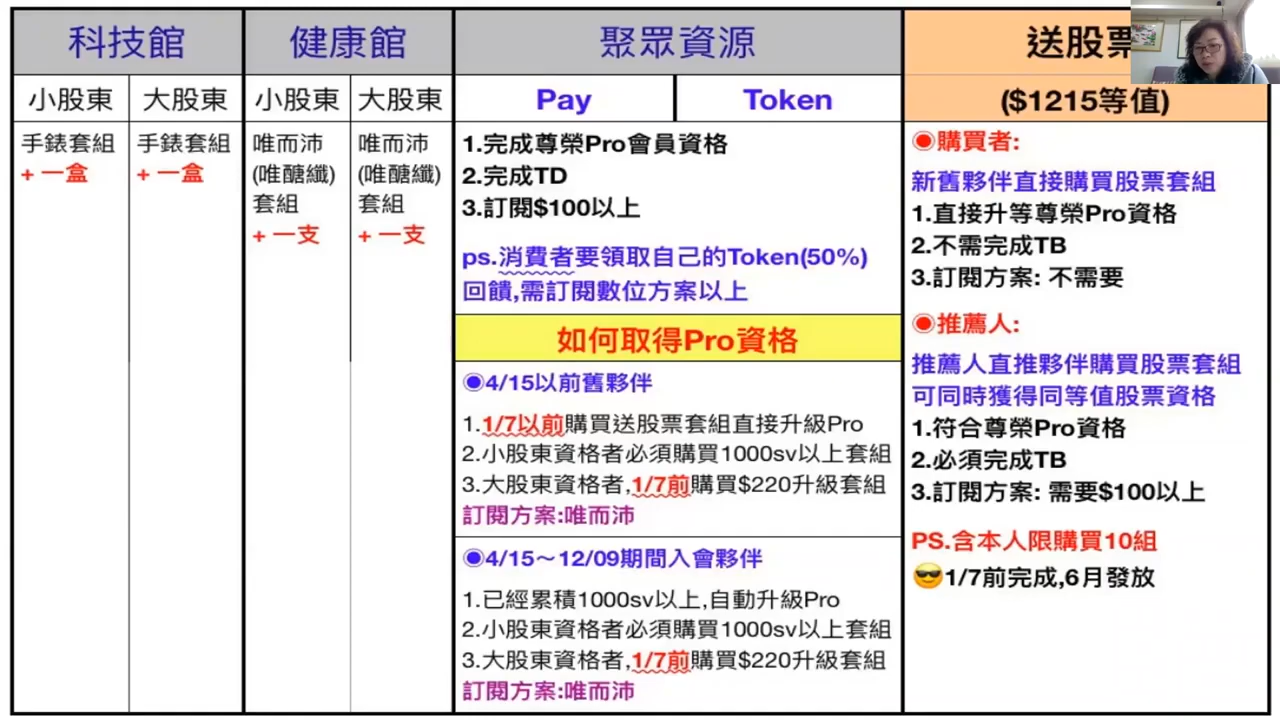 科技館
健康館
聚眾資源
送股票
小股東
大股東
小股東
大股東
Pay
Token
($1215等值)
手錶套組
+ 一盒
手錶套組
+ 一盒
唯而沛
(唯醣纖)
套組
+ 一支
唯而沛
(唯醣纖)
套組
+ 一支
1.完成尊榮Pro會員資格
2.完成TD
3.訂閱$100以上
ps.消費者要領取自己的Token(50%)
回饋,需訂閱數位方案以上
如何取得Pro資格
◉4/15以前舊夥伴
1.1/7以前購買送股票套組直接升級Pro
2.小股東資格者必須購買1000sv以上套組
3.大股東資格者,1/7前購買$220升級套組
訂閱方案:唯而沛
◉4/15～12/09期間入會夥伴
1.已經累積1000sv以上,自動升級Pro
2.小股東資格者必須購買1000sv以上套組
3.大股東資格者,1/7前購買$220升級套組
訂閱方案:唯而沛
◉購買者:
新舊夥伴直接購買股票套組
1.直接升等尊榮Pro資格
2.不需完成TB
3.訂閱方案: 不需要
◉推薦人:
推薦人直推夥伴購買股票套組
可同時獲得同等值股票資格
1.符合尊榮Pro資格
2.必須完成TB
3.訂閱方案: 需要$100以上
PS.含本人限購買10組
😎1/7前完成,6月發放